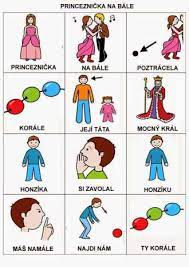 PRINCEZNIČKA NA BÁLE
PRINCEZNIČKA
NA BÁLE
POZTRÁCELA
KORÁLE
JEJÍ TÁTA
MOCNÝ KRÁL
HONZÍKA
SI ZAVOLAL
HONZÍKU
MÁŠ NAMÁLE
NAJDI NÁM
TY KORÁLE